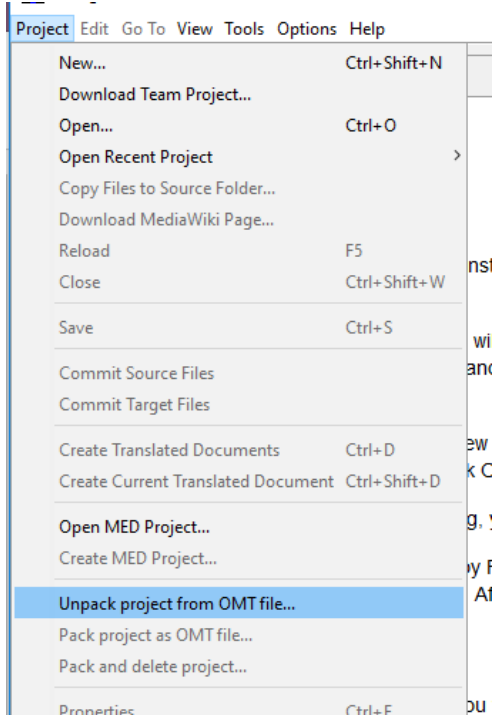 Project Edit Go To View Tools Options Help
New... Ctrl+Shift+N
Download Team Project...
Open... Ctrl+O
Open Recent Project >
Copy Files to Source Folder...
Download MediaWiki Page...
Reload F5
Close Ctrl+Shift+W
Save Ctrl+S
Commit Source Files
Commit Target Files
Create Translated Documents Ctrl+D
Create Current Translated Document Ctrl+Shift+D
Open MED Project...
Create MED Project...
Unpack project from OMT file...
Pack project as OMT file...
Pack and delete project...
Properties Ctrl+E